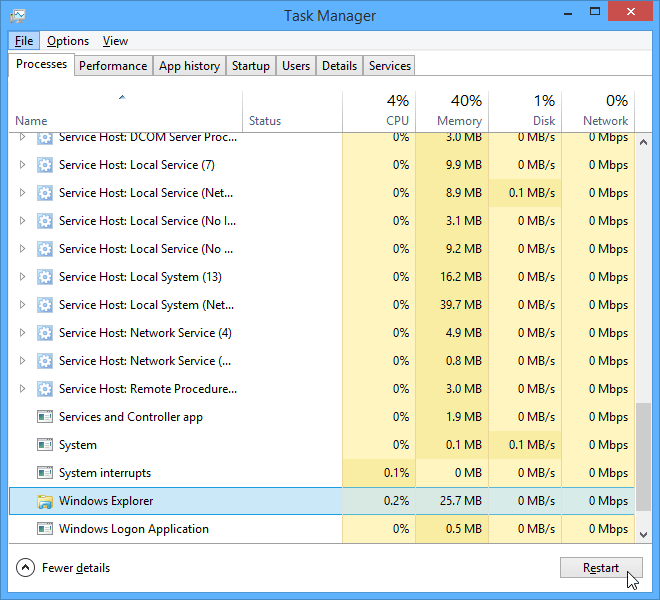 Task Manager
File Options View
Processes Performance App history Startup Users Details Services
4% 40% 1% 0%
Name Status CPU Memory Disk Network
Service Host: DCOM Server Proc... 0% 3.0 MB 0 MB/s 0 Mbps
Service Host: Local Service (7) 0% 9.9 MB 0 MB/s 0 Mbps
Service Host: Local Service (Net... 0% 8.9 MB 0.1 MB/s 0 Mbps
Service Host: Local Service (No I... 0% 3.1 MB 0 MB/s 0 Mbps
Service Host: Local Service (No ... 0% 9.2 MB 0 MB/s 0 Mbps
Service Host: Local System (13) 0% 16.2 MB 0 MB/s 0 Mbps
Service Host: Local System (Net... 0% 39.7 MB 0 MB/s 0 Mbps
Service Host: Network Service (4) 0% 4.9 MB 0 MB/s 0 Mbps
Service Host: Network Service (... 0% 0.8 MB 0 MB/s 0 Mbps
Service Host: Remote Procedure... 0% 3.0 MB 0 MB/s 0 Mbps
Services and Controller app 0% 1.9 MB 0 MB/s 0 Mbps
System 0% 0.1 MB 0.1 MB/s 0 Mbps
System interrupts 0.1% 0 MB 0 MB/s 0 Mbps
Windows Explorer 0.2% 25.7 MB 0 MB/s 0 Mbps
Windows Logon Application 0% 0.5 MB 0 MB/s 0 Mbps
Fewer details Restart